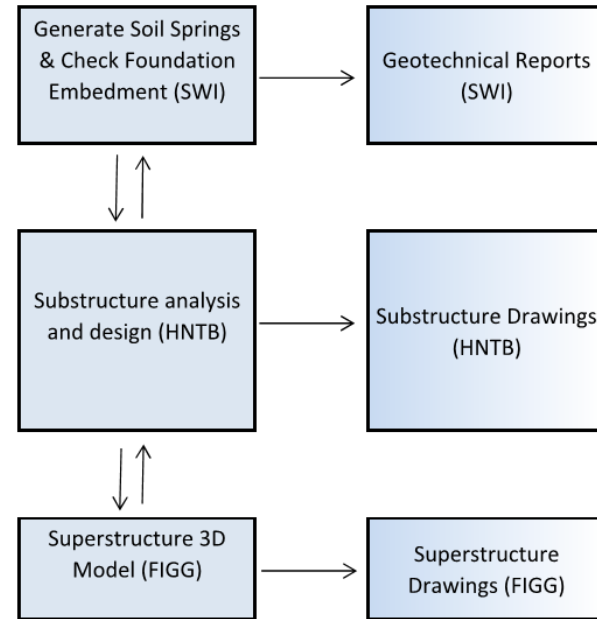 Generate Soil Springs
& Check Foundation
Embedment (SWI)
Geotechnical Reports
(SWI)
Substructure analysis
and design (HNTB)
Substructure Drawings
(HNTB)
Superstructure 3D
Model (FIGG)
Superstructure
Drawings (FIGG)